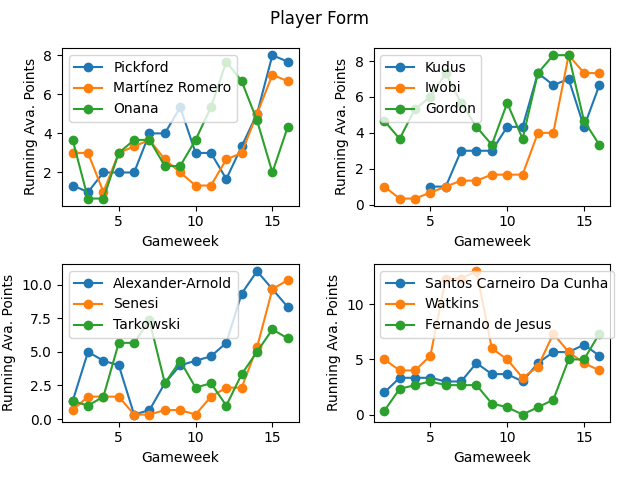 Player Form
8
6
4
2
Running Ava. Points
Pickford
Martínez Romero
Onana
5
10
15
Gameweek
8
6
4
2
0
Running Ava. Points
Kudus
Iwobi
Gordon
5
10
15
Gameweek
10.0
7.5
5.0
2.5
0.0
Running Ava. Points
Alexander-Arnold
Senesi
Tarkowski
5
10
15
Gameweek
10
5
0
Running Ava. Points
Santos Carneiro Da Cunha
Watkins
Fernando de Jesus
5
10
15
Gameweek